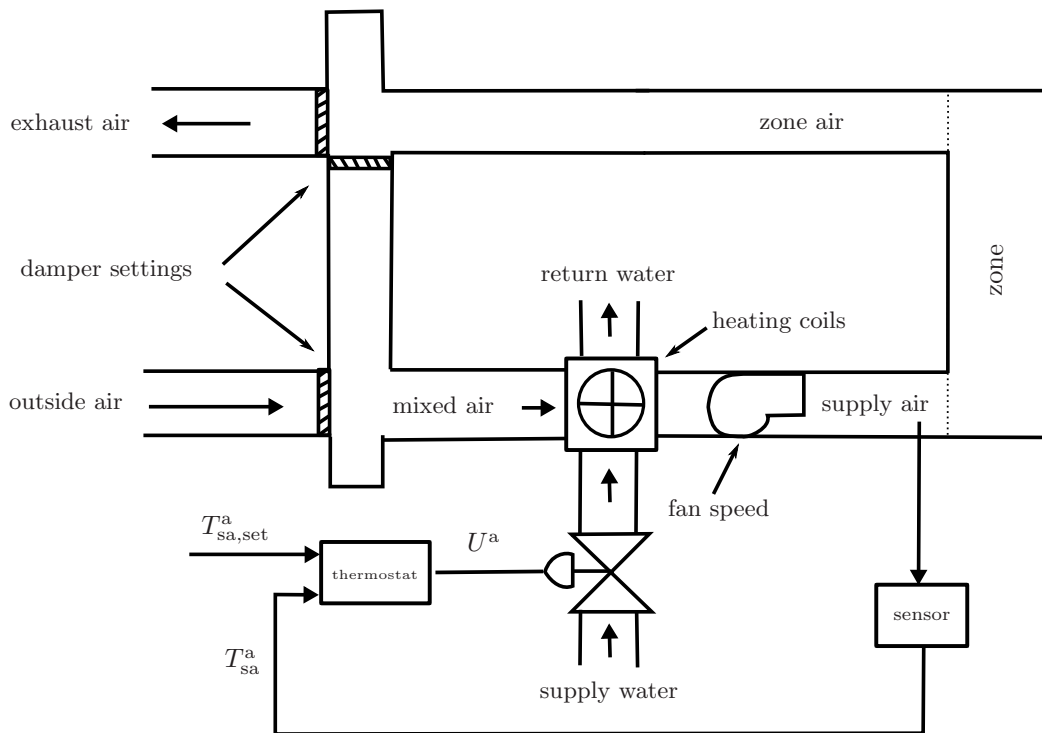 exhaust air
zone air
damper settings
zone
return water
heating coils
outside air
mixed air
supply air
fan speed
T^a_sa,set
U^a
thermostat
sensor
T^a_sa
supply water